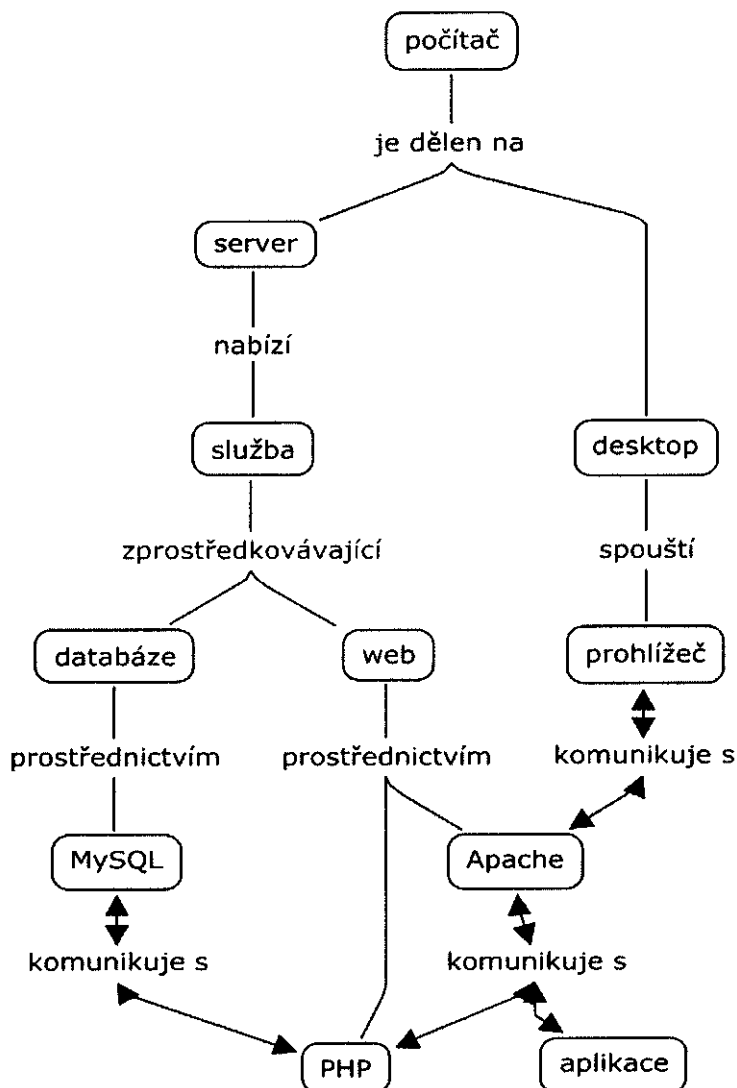 počítač
je dělen na
server
nabízí
služba
desktop
zprostředkovávající
spouští
databáze
web
prohlížeč
prostřednictvím
prostřednictvím
komunikuje s
MySQL
Apache
komunikuje s
komunikuje s
PHP
aplikace